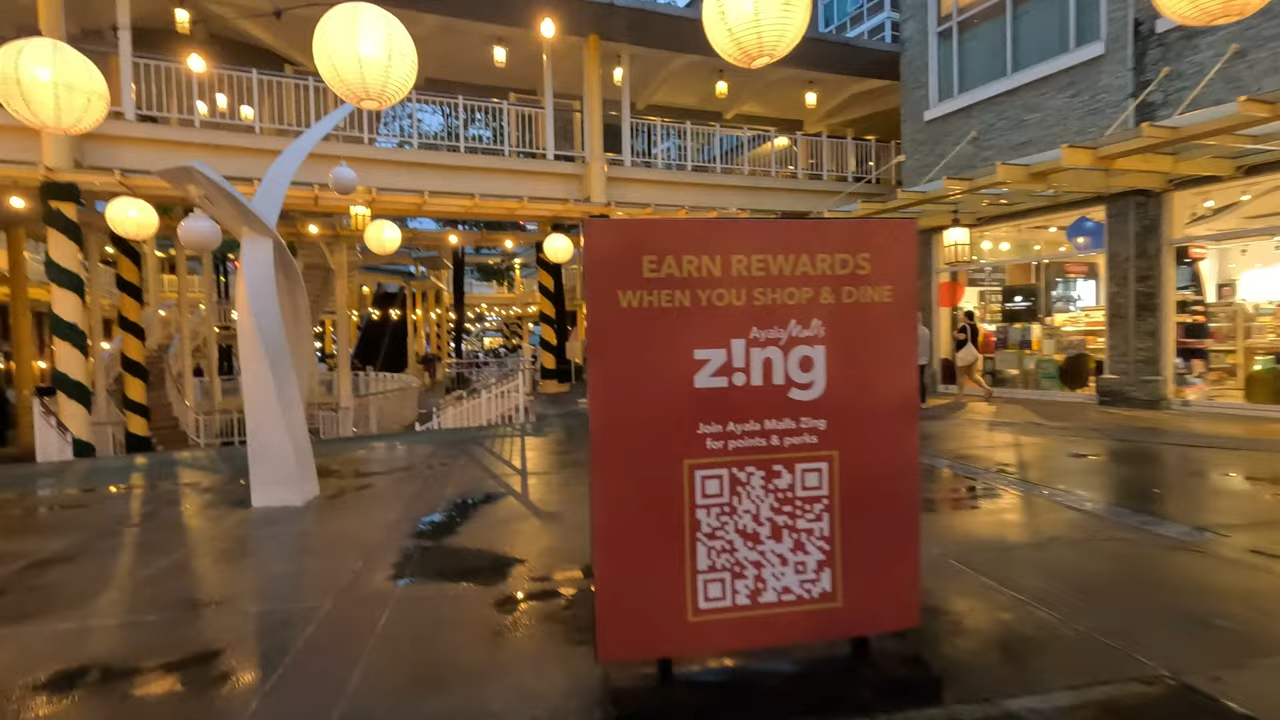 EARN REWARDS
WHEN YOU SHOP & DINE
Ayala Malls
z!ng
Join Ayala Malls Zing
for points & perks